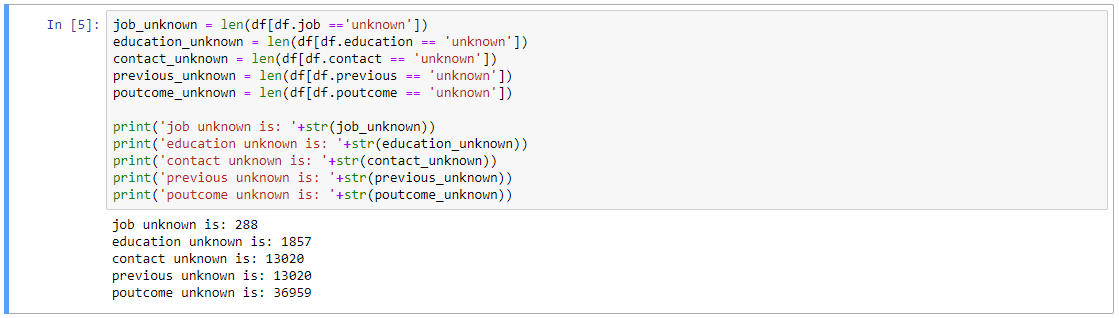 In [5]: job_unknown = len(df[df.job =='unknown'])
education_unknown = len(df[df.education == 'unknown'])
contact_unknown = len(df[df.contact == 'unknown'])
previous_unknown = len(df[df.previous == 'unknown'])
poutcome_unknown = len(df[df.poutcome == 'unknown'])
print('job unknown is: '+str(job_unknown))
print('education unknown is: '+str(education_unknown))
print('contact unknown is: '+str(contact_unknown))
print('previous unknown is: '+str(previous_unknown))
print('poutcome unknown is: '+str(poutcome_unknown))
job unknown is: 288
education unknown is: 1857
contact unknown is: 13020
previous unknown is: 13020
poutcome unknown is: 36959